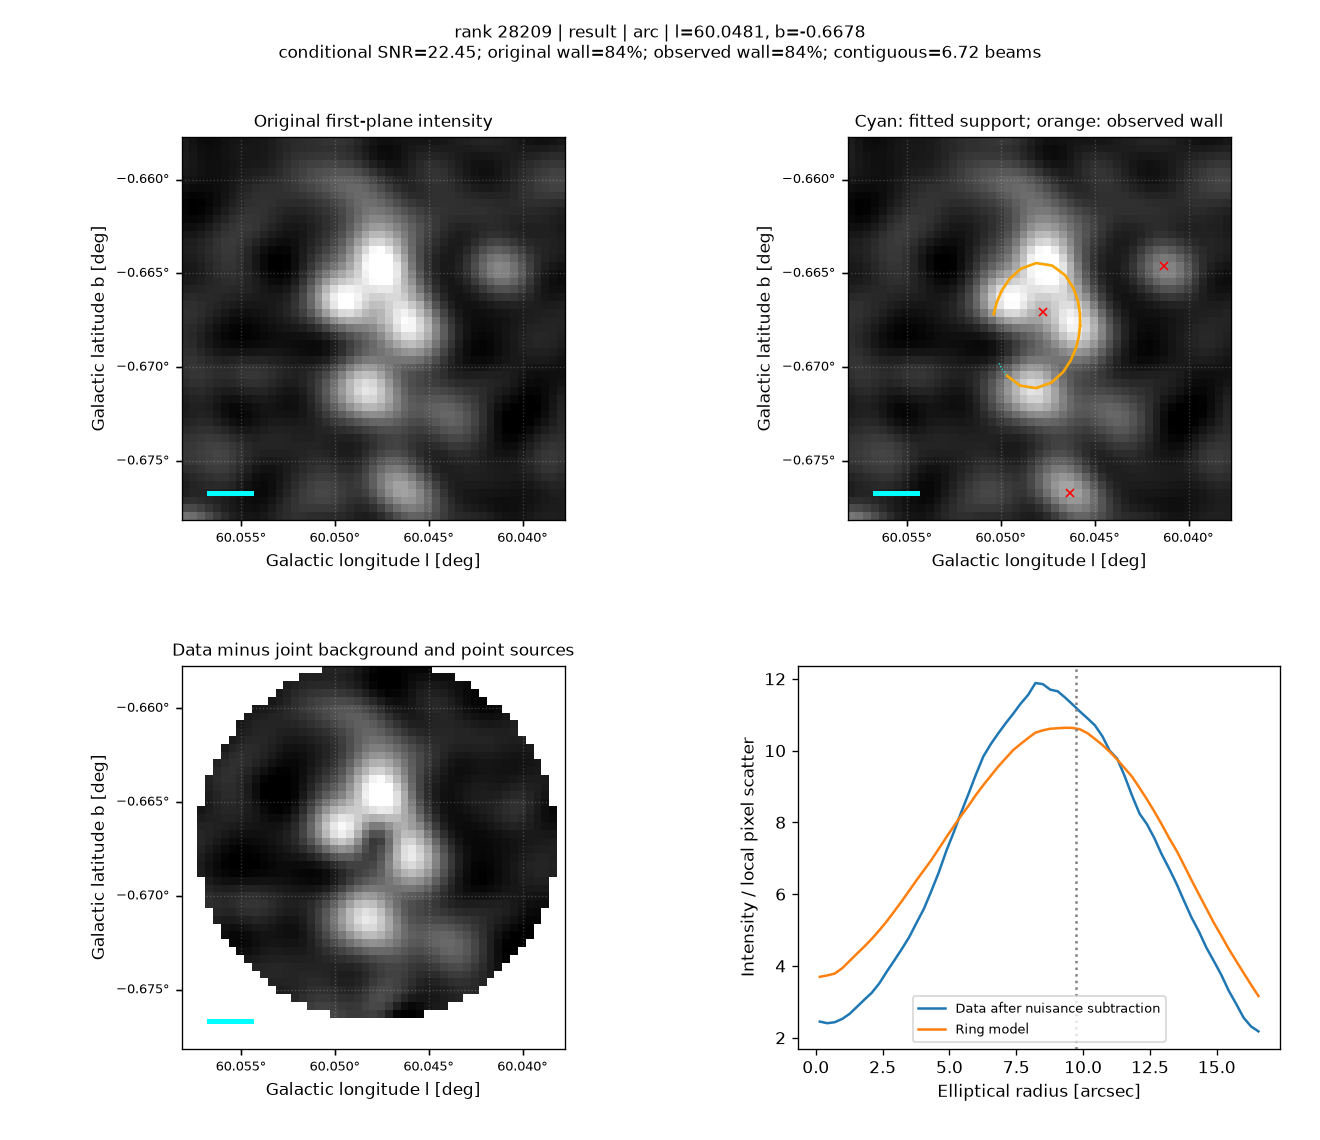 rank 28209 | result | arc | l=60.0481, b=-0.6678
conditional SNR=22.45; original wall=84%; observed wall=84%; contiguous=6.72 beams
Original first-plane intensity
−0.660°
−0.665°
−0.670°
−0.675°
60.055°
60.050°
60.045°
60.040°
Galactic latitude b [deg]
Galactic longitude l [deg]
Cyan: fitted support; orange: observed wall
−0.660°
−0.665°
−0.670°
−0.675°
60.055°
60.050°
60.045°
60.040°
Galactic latitude b [deg]
Galactic longitude l [deg]
Data minus joint background and point sources
−0.660°
−0.665°
−0.670°
−0.675°
60.055°
60.050°
60.045°
60.040°
Galactic latitude b [deg]
Galactic longitude l [deg]
12
10
8
6
4
2
0.0
2.5
5.0
7.5
10.0
12.5
15.0
Intensity / local pixel scatter
Elliptical radius [arcsec]
Data after nuisance subtraction
Ring model